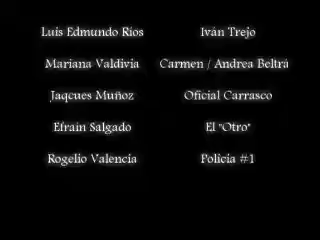 Luis Edmundo Ríos Iván Trejo
Mariana Valdivia Carmen / Andrea Beltrá
Jaqcues Muñoz Oficial Carrasco
Efraín Salgado El "Otro"
Rogelio Valencia Policía #1